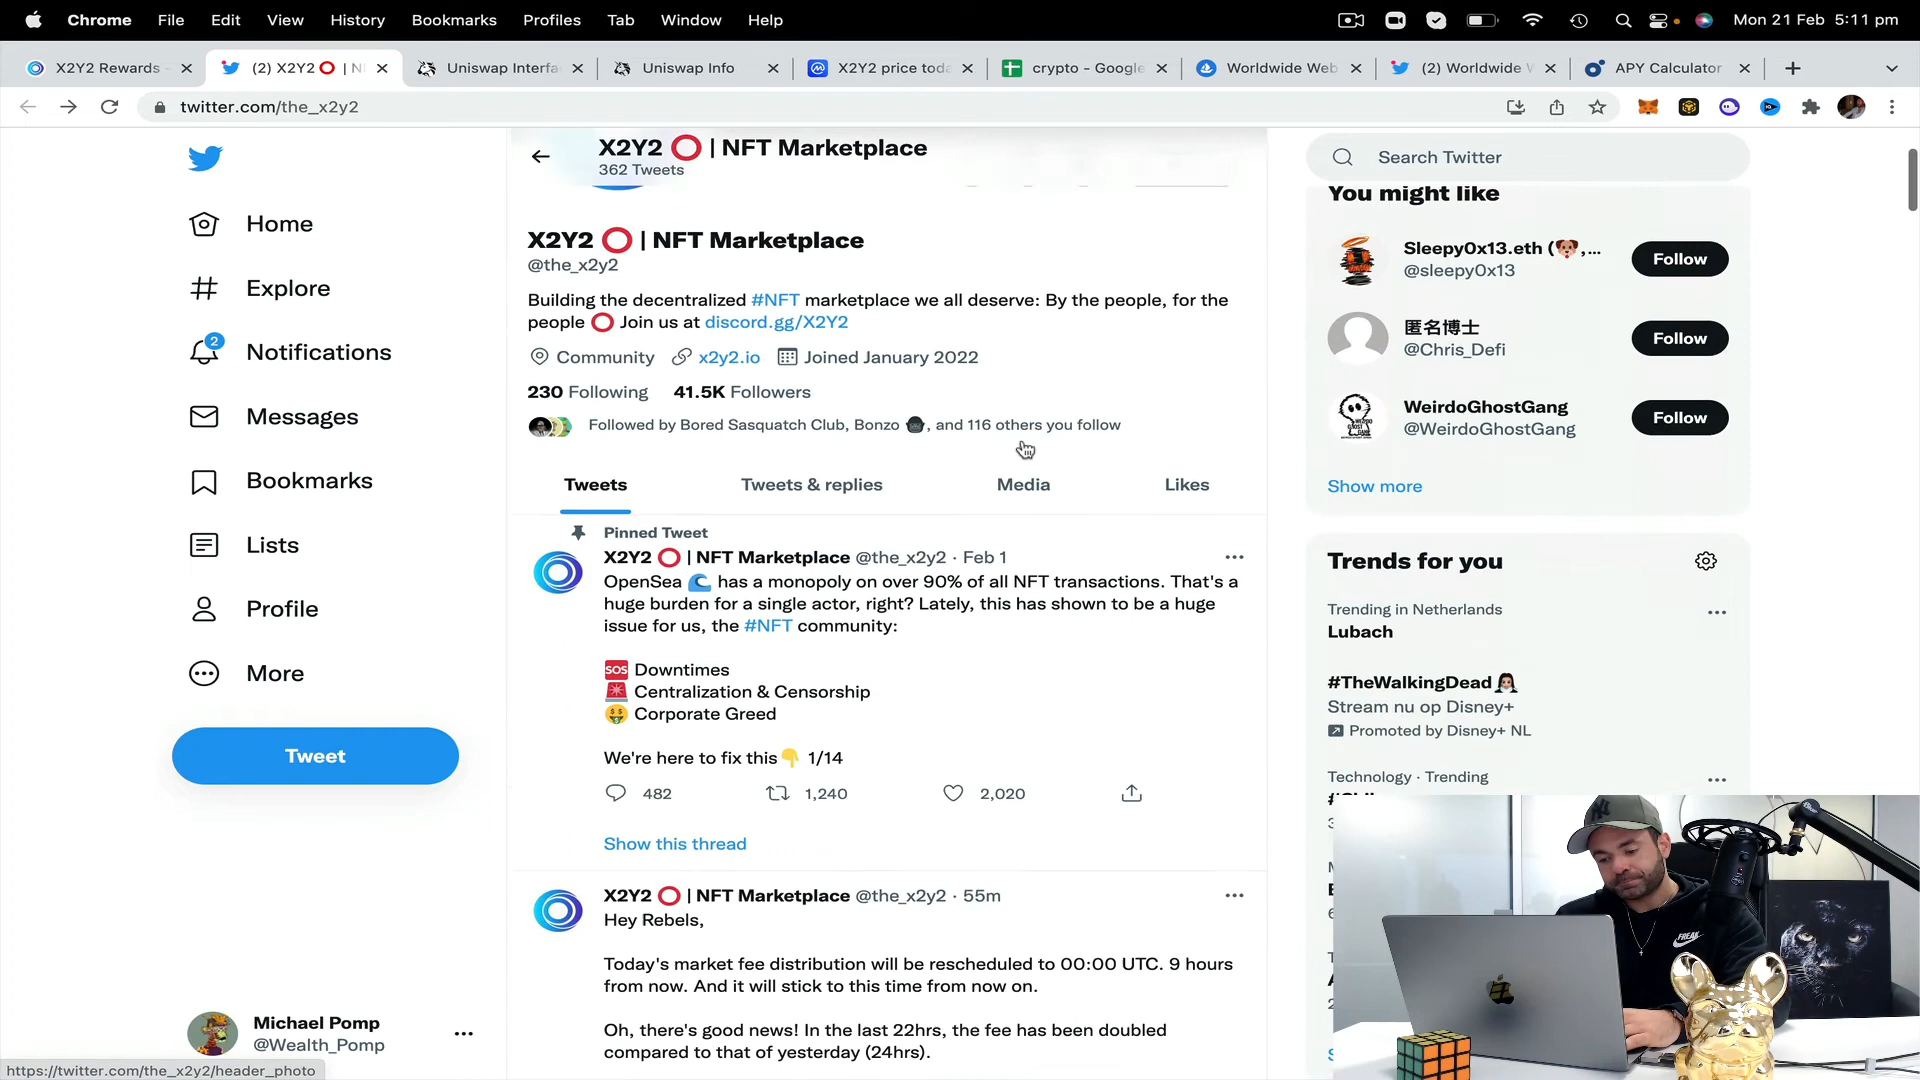 Chrome File Edit View History Bookmarks Profiles Tab Window Help Mon 21 Feb 5:11 pm
X2Y2 Rewards - (2) X2Y2 ⭕ | N Uniswap Interfa Uniswap Info X2Y2 price toda crypto - Google Worldwide Web (2) Worldwide W APY Calculator
twitter.com/the_x2y2
X2Y2 ⭕ | NFT Marketplace
362 Tweets
Search Twitter
Home
Explore
2
Notifications
Messages
Bookmarks
Lists
Profile
More
Tweet
Michael Pomp
@Wealth_Pomp
https://twitter.com/the_x2y2/header_photo
X2Y2 ⭕ | NFT Marketplace
@the_x2y2
Building the decentralized #NFT marketplace we all deserve: By the people, for the
people ⭕ Join us at discord.gg/X2Y2
Community x2y2.io Joined January 2022
230 Following 41.5K Followers
Followed by Bored Sasquatch Club, Bonzo, and 116 others you follow
Tweets Tweets & replies Media Likes
Pinned Tweet
X2Y2 ⭕ | NFT Marketplace @the_x2y2 · Feb 1
OpenSea 🌊 has a monopoly on over 90% of all NFT transactions. That's a
huge burden for a single actor, right? Lately, this has shown to be a huge
issue for us, the #NFT community:
🆘 Downtimes
🚨 Centralization & Censorship
🤑 Corporate Greed
We're here to fix this👇 1/14
482 1,240 2,020
Show this thread
X2Y2 ⭕ | NFT Marketplace @the_x2y2 · 55m
Hey Rebels,
Today's market fee distribution will be rescheduled to 00:00 UTC. 9 hours
from now. And it will stick to this time from now on.
Oh, there's good news! In the last 22hrs, the fee has been doubled
compared to that of yesterday (24hrs).
You might like
Sleepy0x13.eth (🐶,...
@sleepy0x13
Follow
匿名博士
@Chris_Defi
Follow
WeirdoGhostGang
@WeirdoGhostGang
Follow
Show more
Trends for you
Trending in Netherlands
Lubach
#TheWalkingDead
Stream nu op Disney+
Promoted by Disney+ NL
Technology · Trending
FREAK